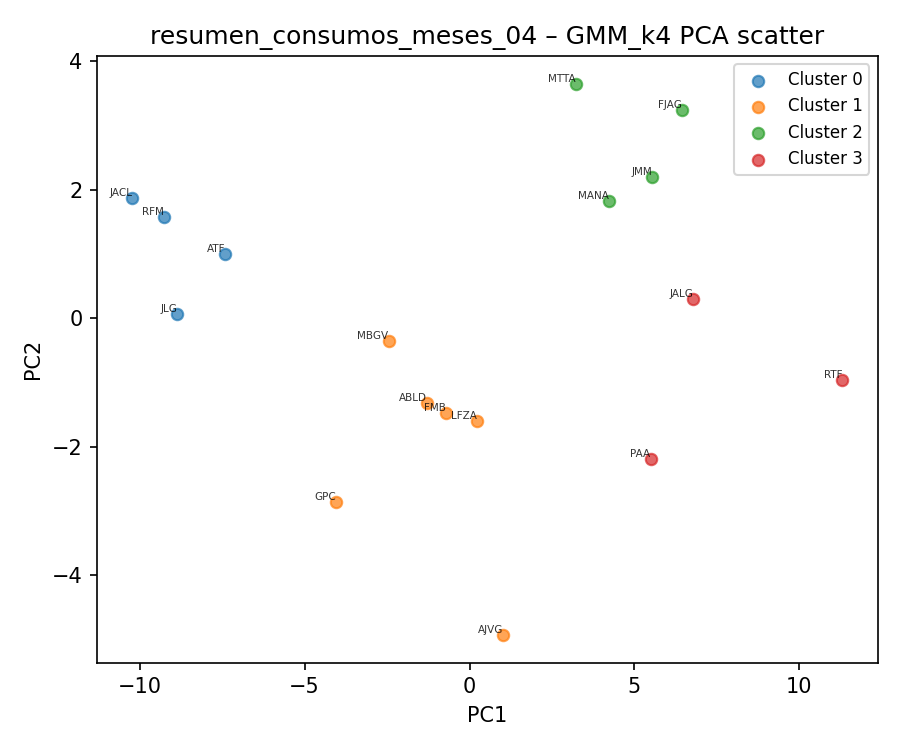 resumen_consumos_meses_04 – GMM_k4 PCA scatter
Cluster 0
Cluster 1
Cluster 2
Cluster 3
4
2
0
−2
−4
PC2
MTTA
FJAG
JMM
MANA
JACL
RFM
ATF
JLG
JALG
MBGV
RTF
ABLD
FMB
LFZA
PAA
GPC
AJVG
−10
−5
0
5
10
PC1